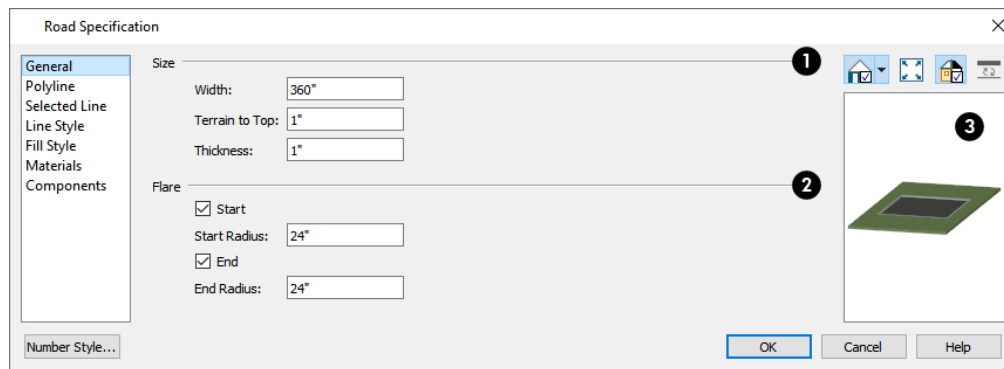 Road Specification
General
Polyline
Selected Line
Line Style
Fill Style
Materials
Components
Size
1
Width: 360"
Terrain to Top: 1"
Thickness: 1"
Flare
2
Start
Start Radius: 24"
End
End Radius: 24"
3
Number Style...
OK
Cancel
Help